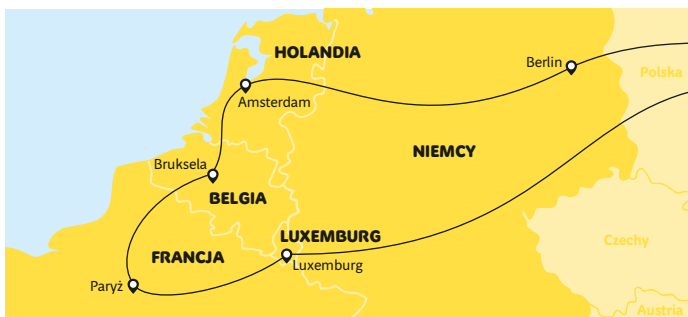 HOLANDIA
Berlin
Polska
Amsterdam
NIEMCY
Bruksela
BELGIA
LUXEMBURG
Czechy
FRANCJA
Luxemburg
Paryż
Austria